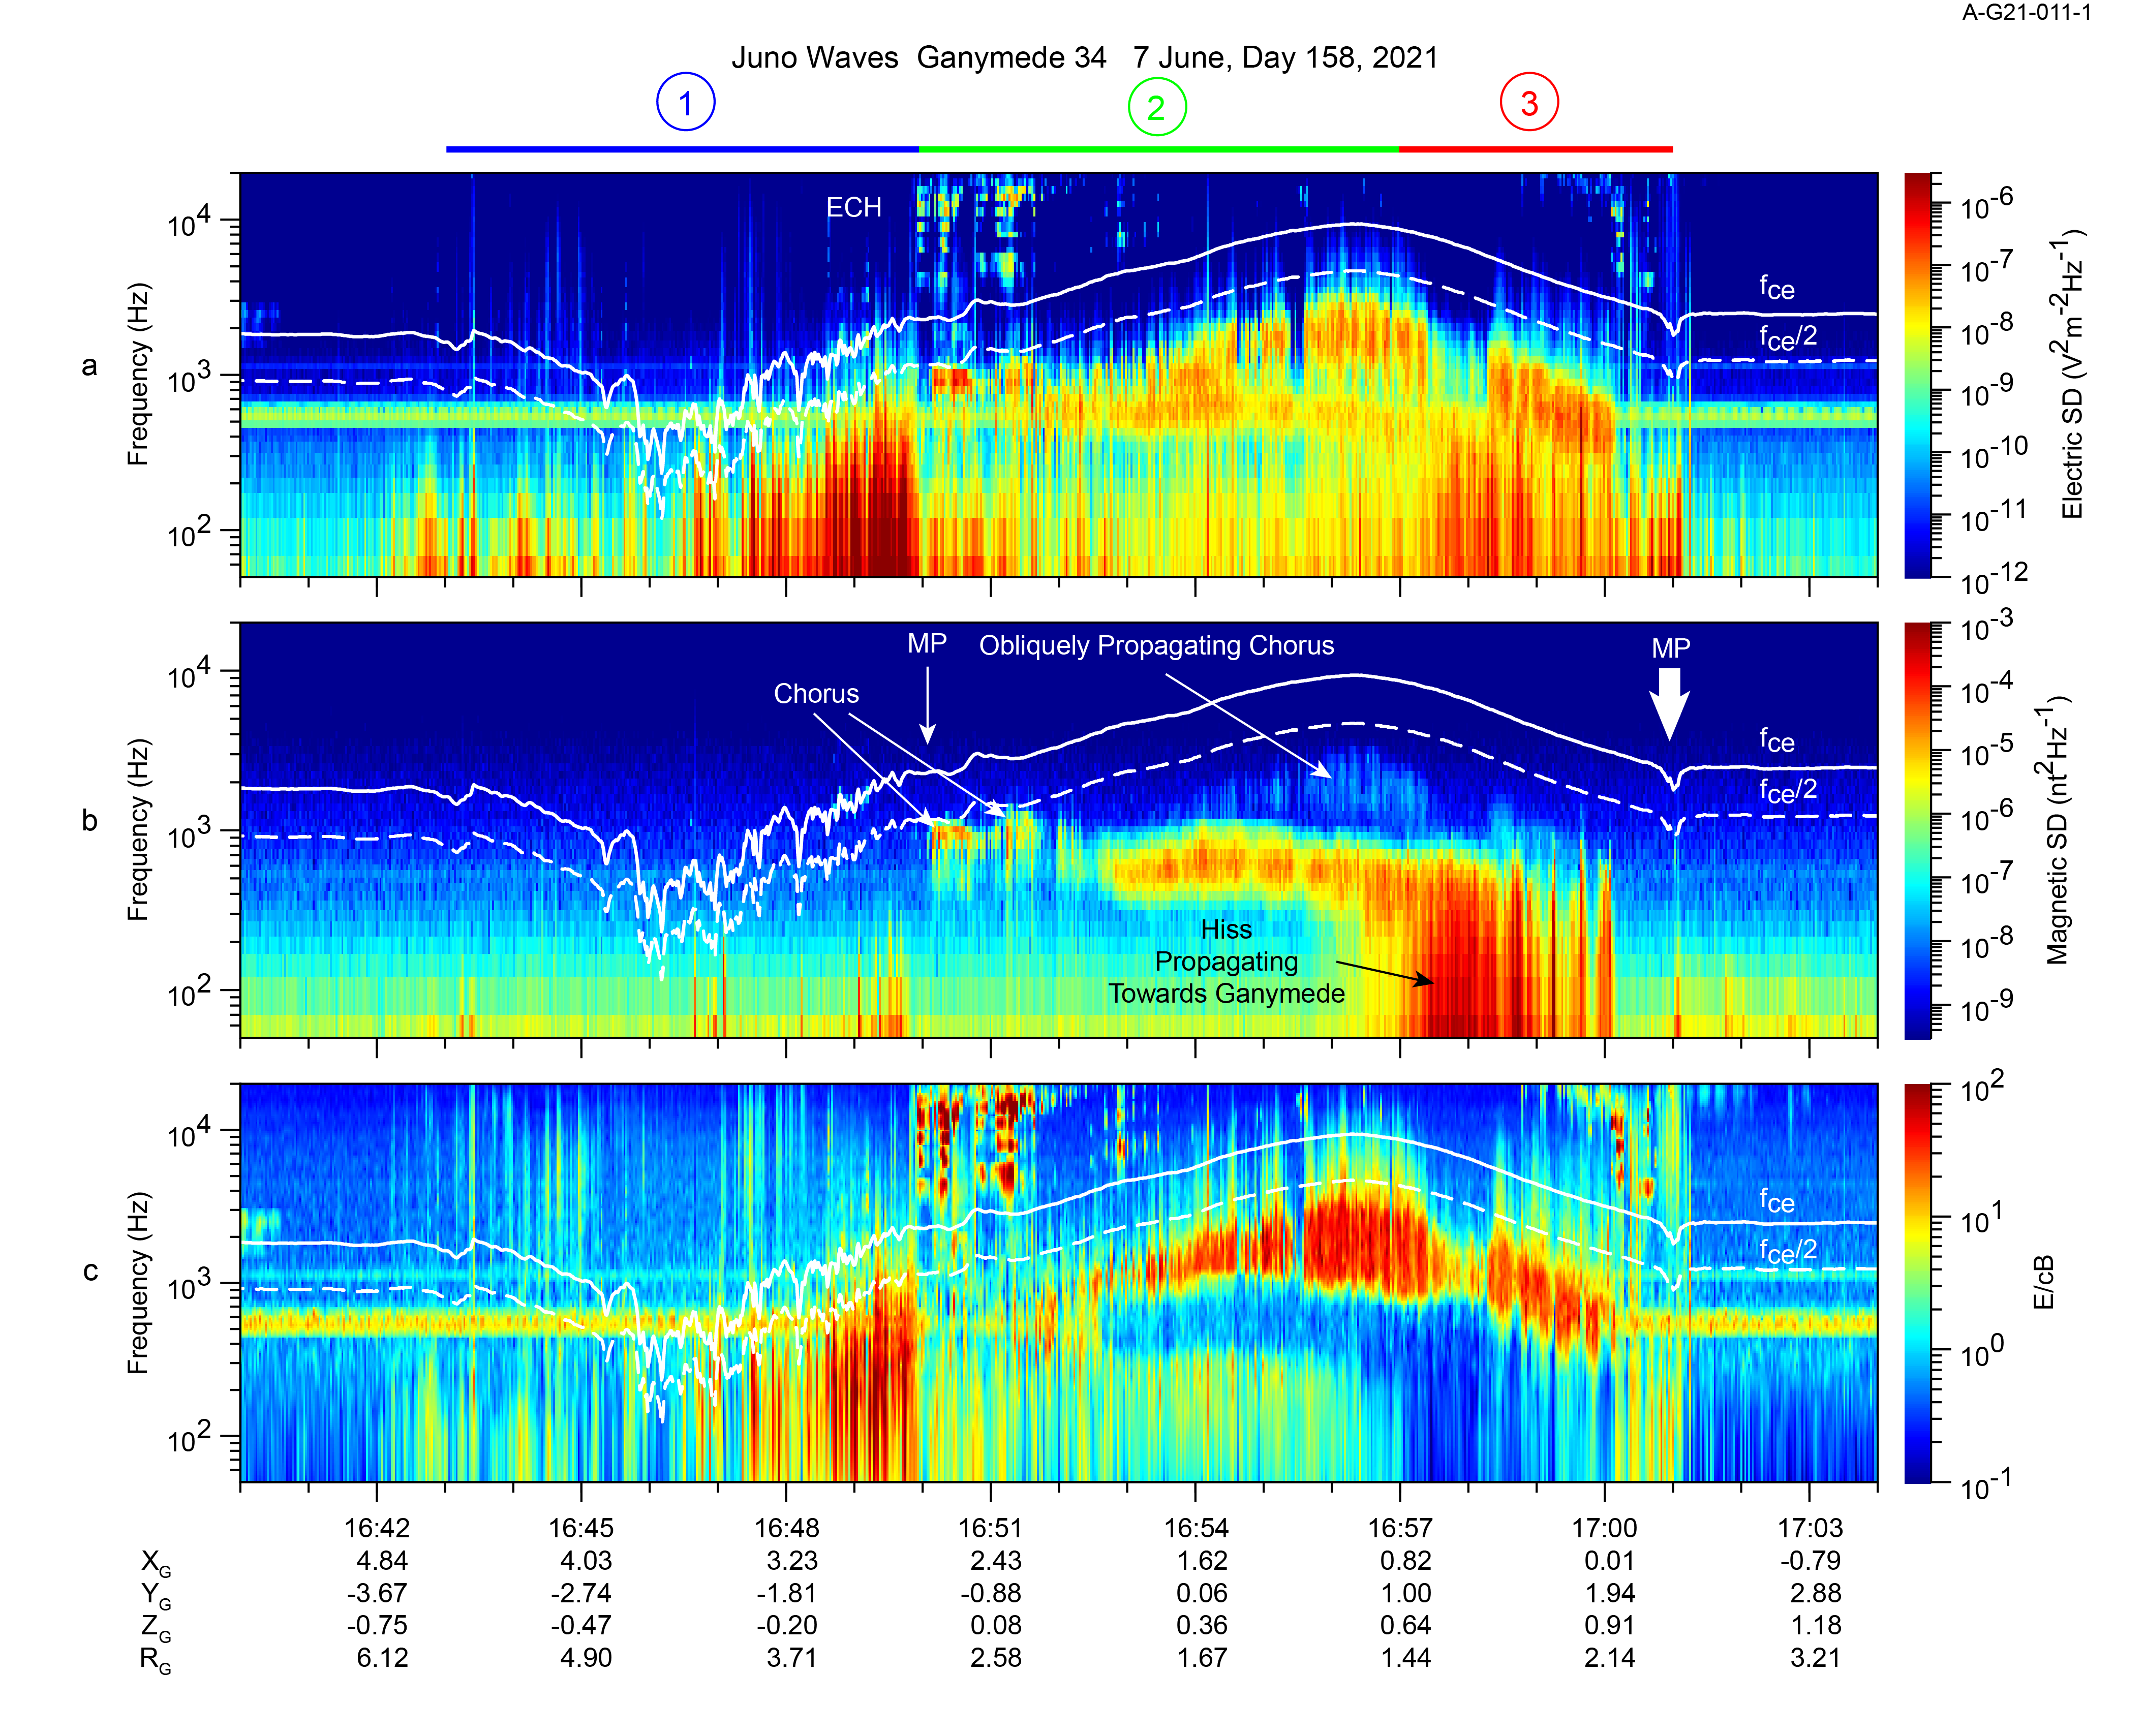 A-G21-011-1
Juno Waves Ganymede 34 7 June, Day 158, 2021
1 2 3
a
Frequency (Hz)
10^4
10^3
10^2
ECH
f_ce
f_ce/2
10^-6
10^-7
10^-8
10^-9
10^-10
10^-11
10^-12
Electric SD (V^2m^-2Hz^-1)
b
Frequency (Hz)
10^4
10^3
10^2
MP
Obliquely Propagating Chorus
MP
Chorus
f_ce
f_ce/2
Hiss
Propagating
Towards Ganymede
10^-3
10^-4
10^-5
10^-6
10^-7
10^-8
10^-9
Magnetic SD (nt^2Hz^-1)
c
Frequency (Hz)
10^4
10^3
10^2
f_ce
f_ce/2
10^2
10^1
10^0
10^-1
E/cB
16:42 16:45 16:48 16:51 16:54 16:57 17:00 17:03
X_G 4.84 4.03 3.23 2.43 1.62 0.82 0.01 -0.79
Y_G -3.67 -2.74 -1.81 -0.88 0.06 1.00 1.94 2.88
Z_G -0.75 -0.47 -0.20 0.08 0.36 0.64 0.91 1.18
R_G 6.12 4.90 3.71 2.58 1.67 1.44 2.14 3.21